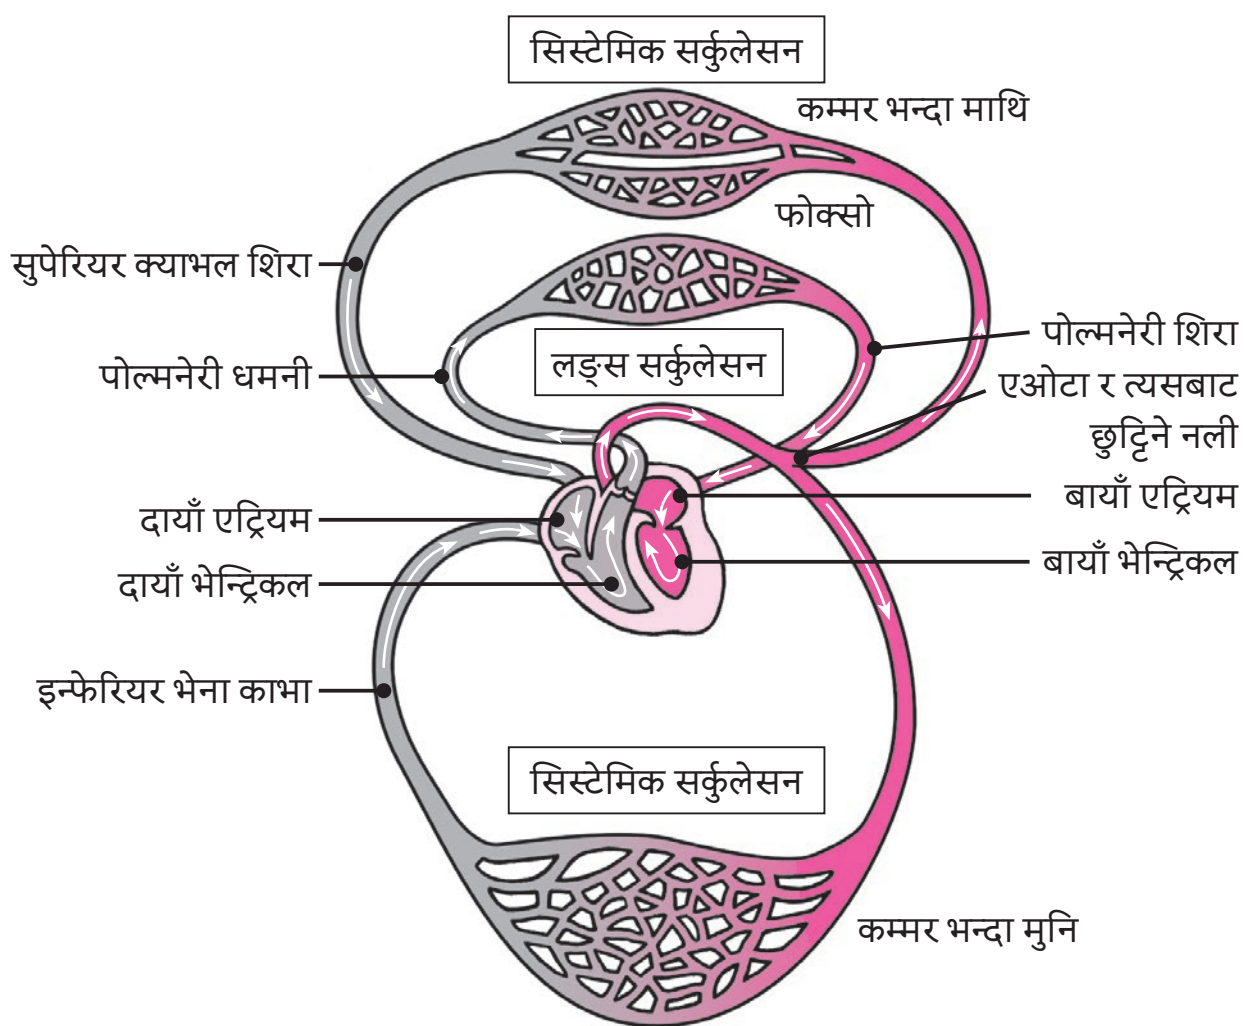 सिस्टेमिक सर्कुलेसन
कम्मर भन्दा माथि
फोक्सो
सुपेरियर क्याभल शिरा
पोल्मनेरी शिरा
लङ्स सर्कुलेसन
पोल्मनेरी धमनी
एओटा र त्यसबाट
छुट्टिने नली
बायाँ एट्रियम
दायाँ एट्रियम
बायाँ भेन्ट्रिकल
दायाँ भेन्ट्रिकल
इन्फेरियर भेना काभा
सिस्टेमिक सर्कुलेसन
कम्मर भन्दा मुनि